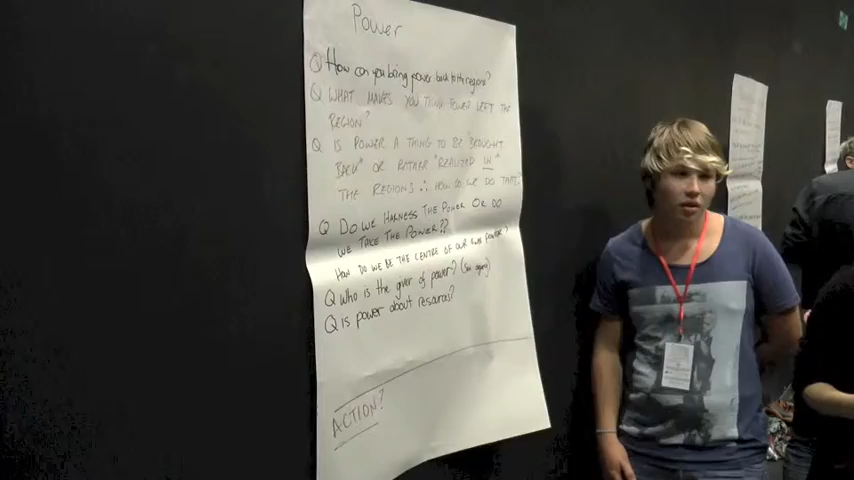 Power
Q How can you bring power back to the regions?
Q WHAT MAKES YOU THINK POWER LEFT THE
REGION?
Q IS POWER A THING TO BE "BROUGHT
BACK" OR RATHER "REALISED IN"
THE REGIONS ∴ HOW DO WE DO THAT?
Q DO WE HARNESS THE POWER OR DO
WE TAKE THE POWER??
HOW DO WE BE THE CENTRE OF OUR OWN POWER?
Q Who is the giver of power? (
Q Is power about resources?
ACTION?